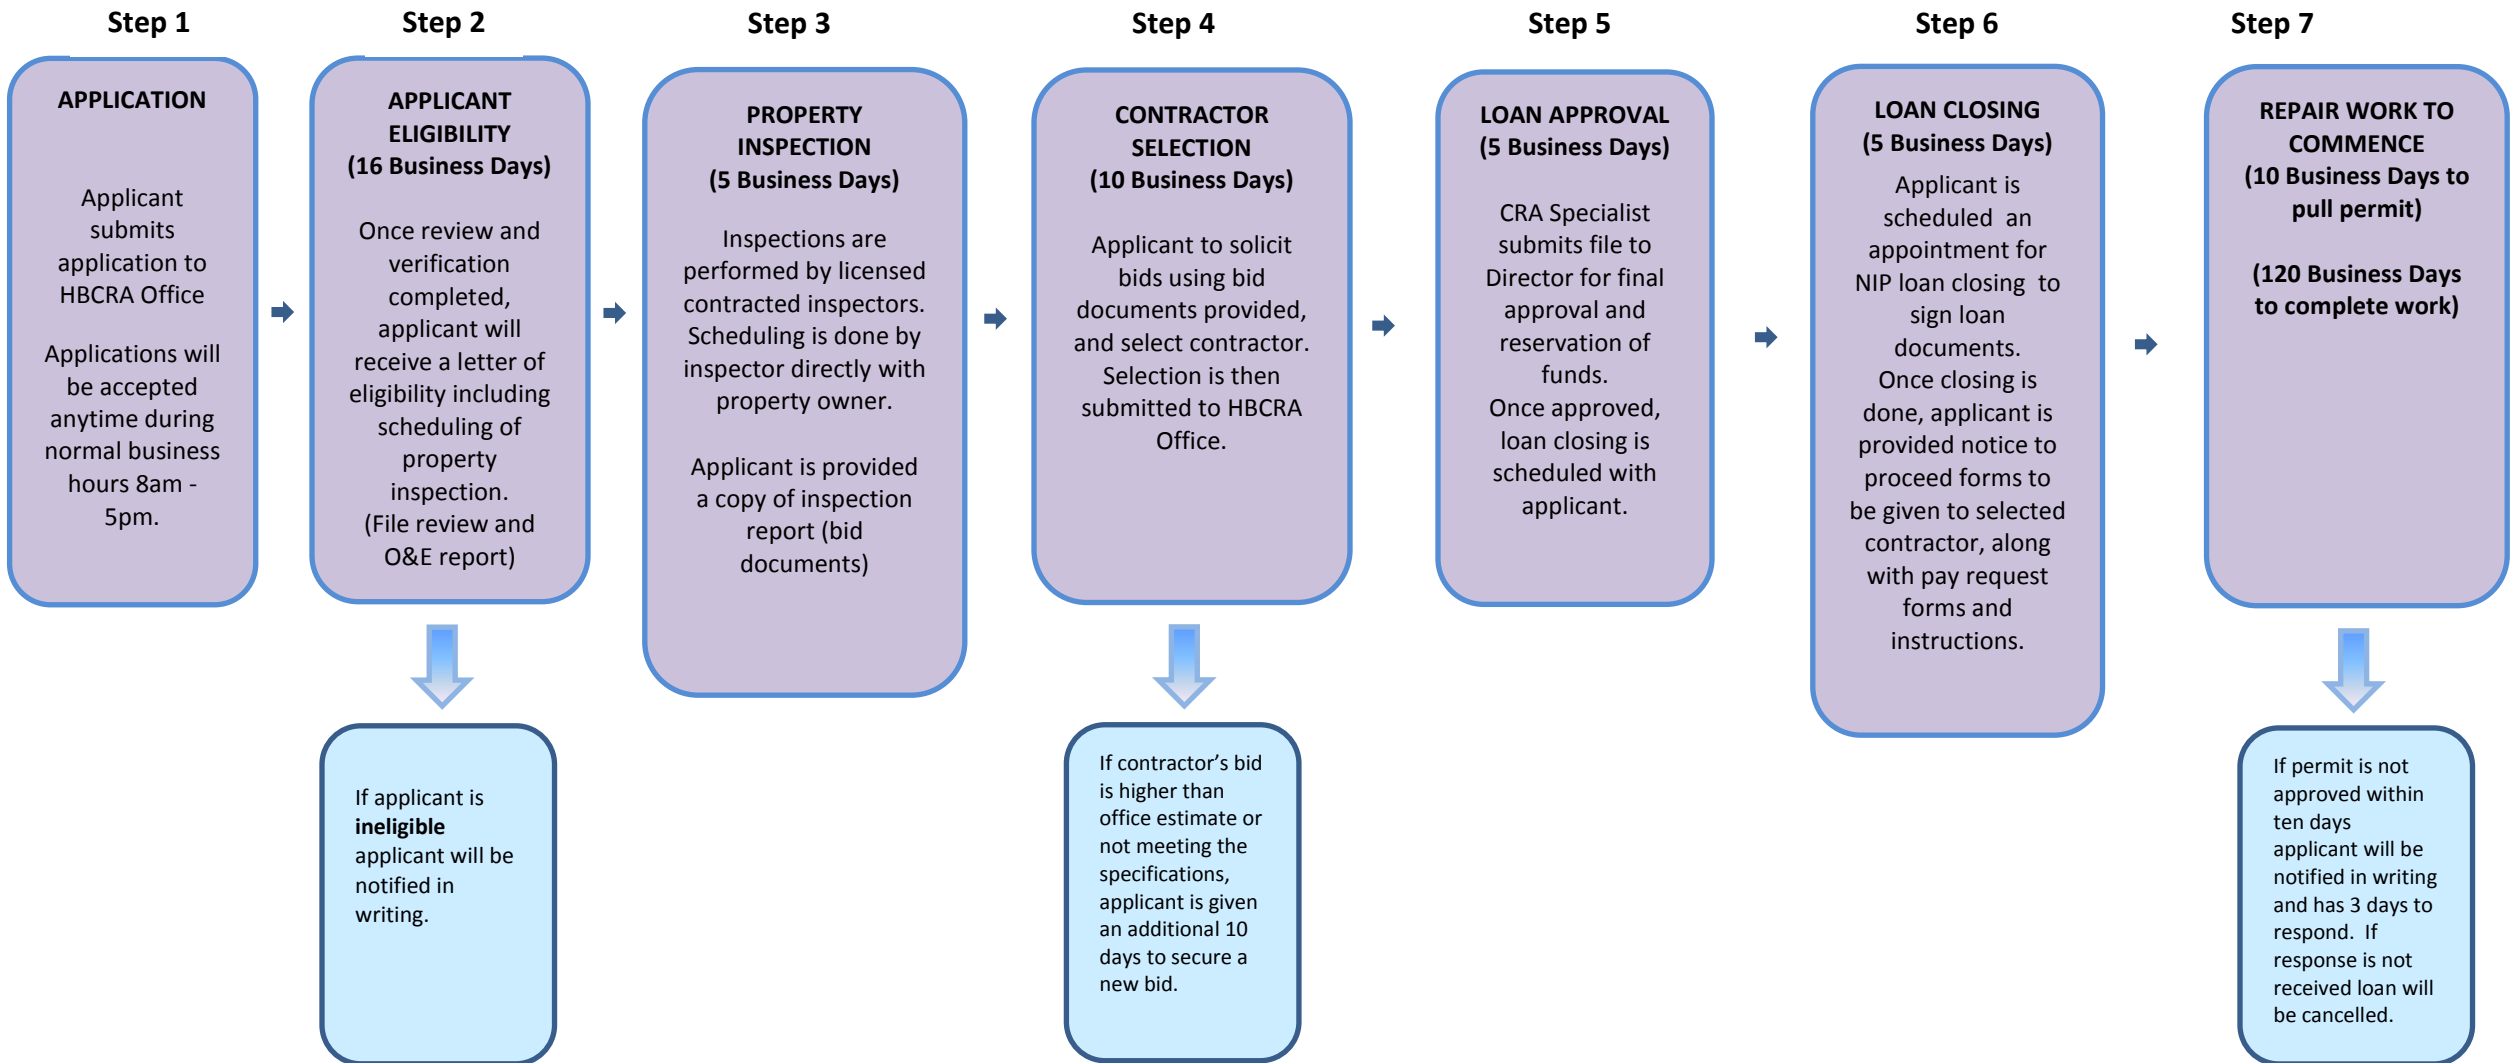 Step 1
APPLICATION
Applicant
submits
application to
HBCRA Office
Applications will
be accepted
anytime during
normal business
hours 8am -
5pm.
Step 2
APPLICANT
ELIGIBILITY
(16 Business Days)
Once review and
verification
completed,
applicant will
receive a letter of
eligibility including
scheduling of
property
inspection.
(File review and
O&E report)
If applicant is
ineligible
applicant will be
notified in
writing.
Step 3
PROPERTY
INSPECTION
(5 Business Days)
Inspections are
performed by licensed
contracted inspectors.
Scheduling is done by
inspector directly with
property owner.
Applicant is provided
a copy of inspection
report (bid
documents)
Step 4
CONTRACTOR
SELECTION
(10 Business Days)
Applicant to solicit
bids using bid
documents provided,
and select contractor.
Selection is then
submitted to HBCRA
Office.
If contractor’s bid
is higher than
office estimate or
not meeting the
specifications,
applicant is given
an additional 10
days to secure a
new bid.
Step 5
LOAN APPROVAL
(5 Business Days)
CRA Specialist
submits file to
Director for final
approval and
reservation of
funds.
Once approved,
loan closing is
scheduled with
applicant.
Step 6
LOAN CLOSING
(5 Business Days)
Applicant is
scheduled an
appointment for
NIP loan closing to
sign loan
documents.
Once closing is
done, applicant is
provided notice to
proceed forms to
be given to selected
contractor, along
with pay request
forms and
instructions.
Step 7
REPAIR WORK TO
COMMENCE
(10 Business Days to
pull permit)
(120 Business Days
to complete work)
If permit is not
approved within
ten days
applicant will be
notified in writing
and has 3 days to
respond. If
response is not
received loan will
be cancelled.